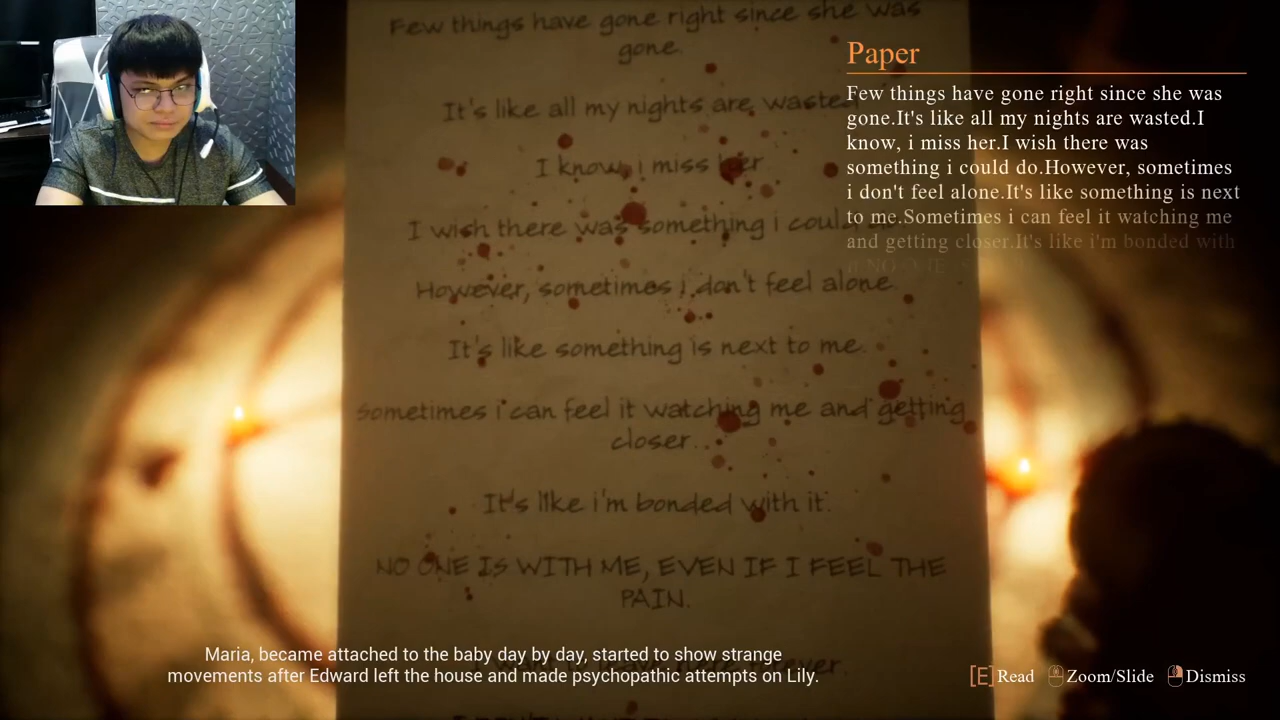 Few things have gone right since she was
gone.
It's like all my nights are wasted
I know, i miss her
I wish there was something i could
However, sometimes i don't feel alone
It's like something is next to me.
Sometimes i can feel it watching me and getting
closer..
It's like i'm bonded with it.
NO ONE IS WITH ME, EVEN IF I FEEL THE
PAIN.
Paper
Few things have gone right since she was
gone.It's like all my nights are wasted.I
know, i miss her.I wish there was
something i could do.However, sometimes
i don't feel alone.It's like something is next
to me.Sometimes i can feel it watching me
and getting closer.It's like i'm bonded with
Maria, became attached to the baby day by day, started to show strange
movements after Edward left the house and made psychopathic attempts on Lily.
[E] Read Zoom/Slide Dismiss